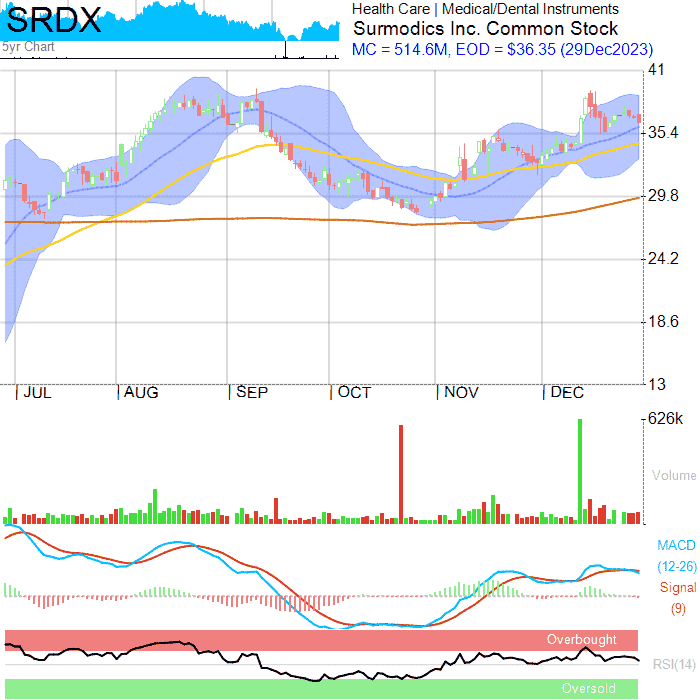 SRDX
Health Care | Medical/Dental Instruments
Surmodics Inc. Common Stock
5yr Chart
MC = 514.6M, EOD = $36.35 (29Dec2023)
41
35.4
29.8
24.2
18.6
13
JUL AUG SEP OCT NOV DEC
626k
Volume
MACD
(12-26)
Signal
(9)
Overbought
RSI(14)
Oversold